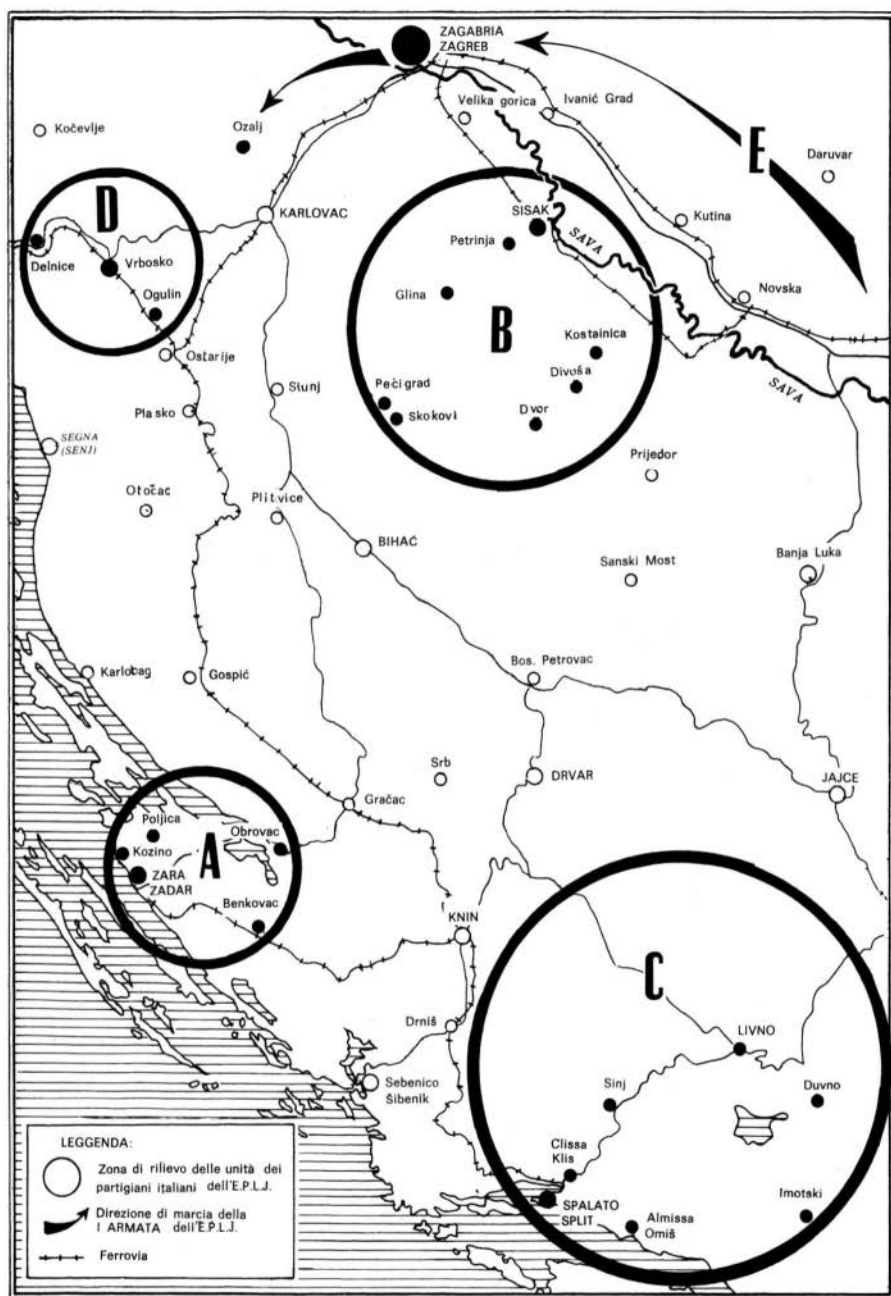 ZAGABRIA
ZAGREB
Velika gorica
Ivanić Grad
Kočevlje
Ozalj
E
Daruvar
D
KARLOVAC
SISAK
Kutina
Petrinja
SAVA
Delnice
Vrbosko
Glina
Novska
Ogulin
B
Kostainica
Ostarije
Divoša
SAVA
Slunj
Pećigrad
Plasko
Skokovi
Dvor
SEGNA
(SENJ)
Prijedor
Otočac
Plitvice
BIHAĆ
Sanski Most
Banja Luka
Karlobag
Gospić
Bos. Petrovac
Srb
DRVAR
JAJCE
Gračac
Poljica
Obrovac
A
Kozino
ZARA
ZADAR
Benkovac
KNIN
C
Drniš
LIVNO
Sebenico
Šibenik
Sinj
Duvno
Clissa
Klis
Imotski
SPALATO
SPLIT
Almissa
Omiš
LEGGENDA:
Zona di rilievo delle unità dei
partigiani italiani dell'E.P.L.J.
Direzione di marcia della
I ARMATA dell'E.P.L.J.
Ferrovia